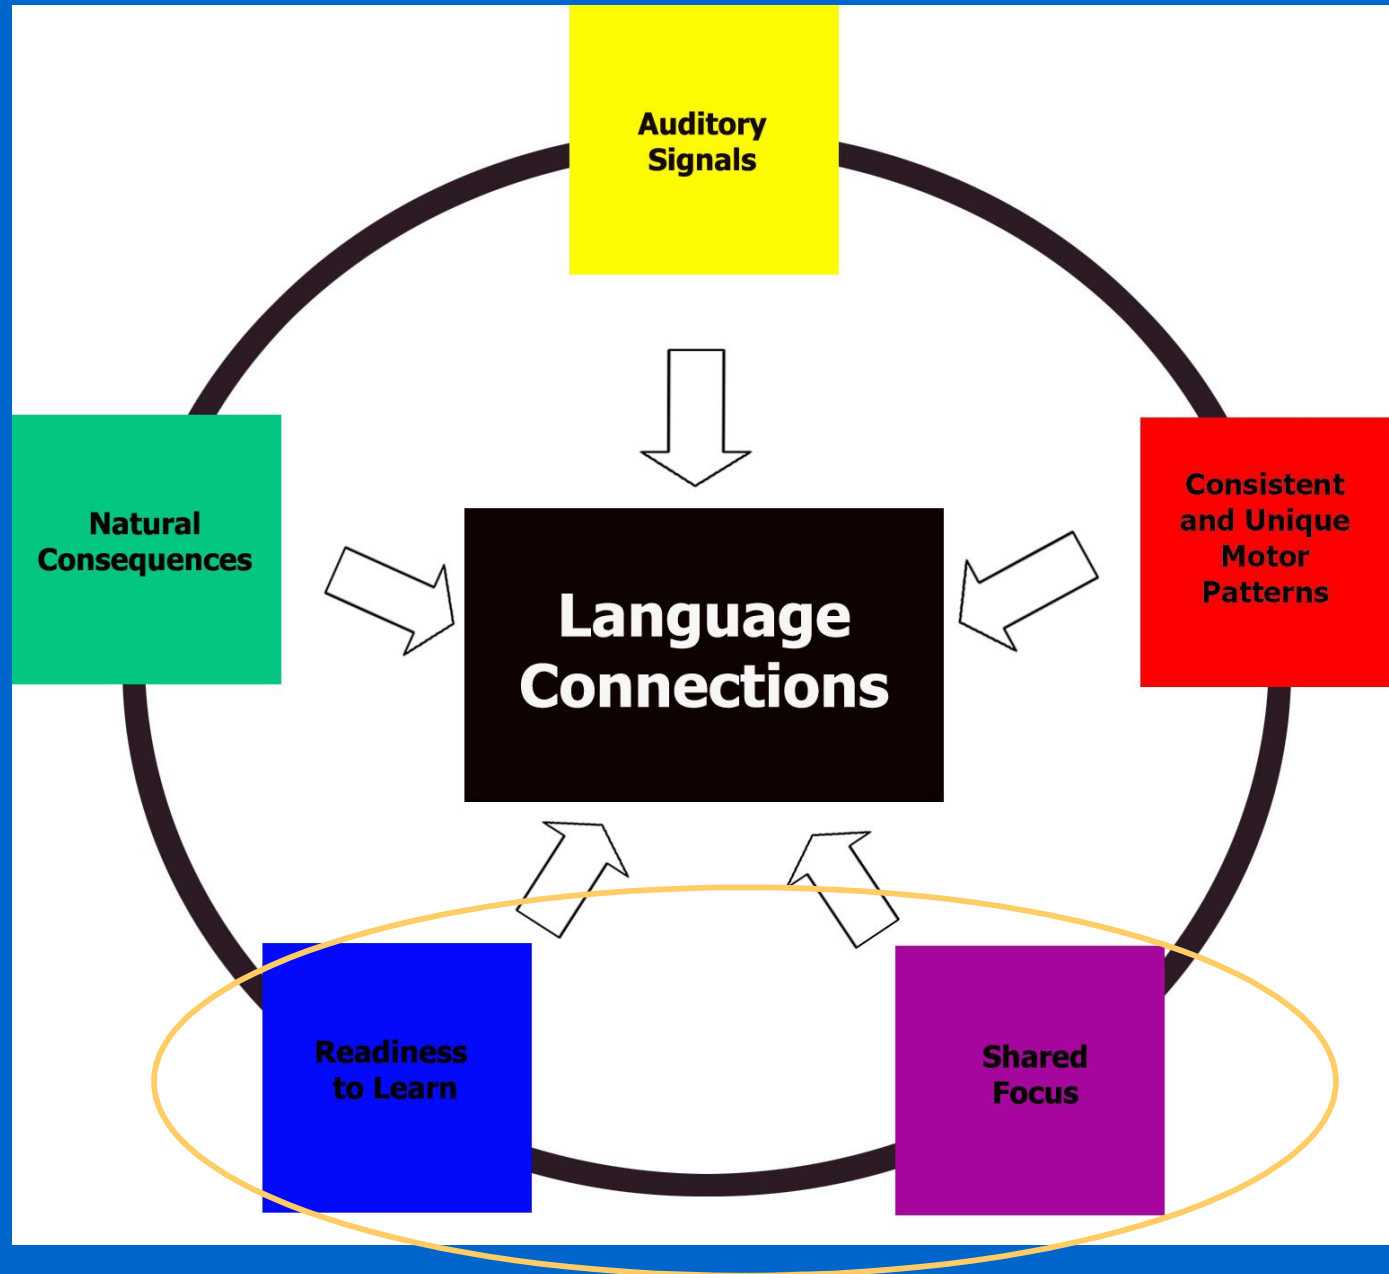 Auditory
Signals
Natural
Consequences
Consistent
and Unique
Motor
Patterns
Language
Connections
Readiness
to Learn
Shared
Focus